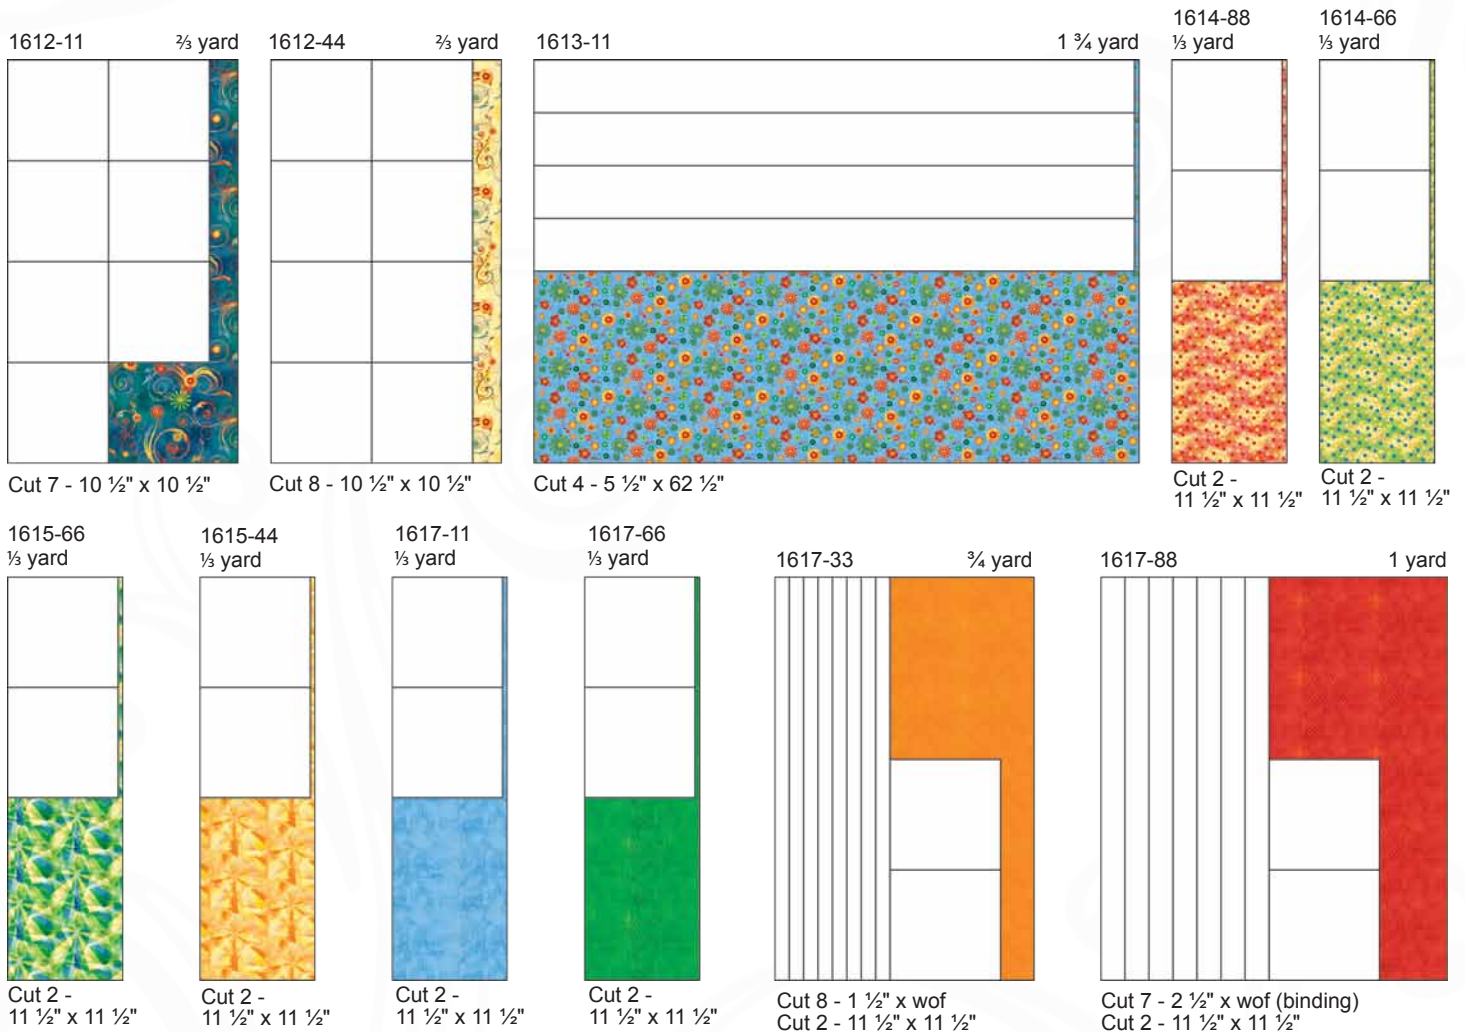 1612-11 ⅔ yard
Cut 7 - 10 ½" x 10 ½"
1612-44 ⅔ yard
Cut 8 - 10 ½" x 10 ½"
1613-11 1 ¾ yard
Cut 4 - 5 ½" x 62 ½"
1614-88
⅓ yard
Cut 2 -
11 ½" x 11 ½"
1614-66
⅓ yard
Cut 2 -
11 ½" x 11 ½"
1615-66
⅓ yard
Cut 2 -
11 ½" x 11 ½"
1615-44
⅓ yard
Cut 2 -
11 ½" x 11 ½"
1617-11
⅓ yard
Cut 2 -
11 ½" x 11 ½"
1617-66
⅓ yard
Cut 2 -
11 ½" x 11 ½"
1617-33 ¾ yard
Cut 8 - 1 ½" x wof
Cut 2 - 11 ½" x 11 ½"
1617-88 1 yard
Cut 7 - 2 ½" x wof (binding)
Cut 2 - 11 ½" x 11 ½"